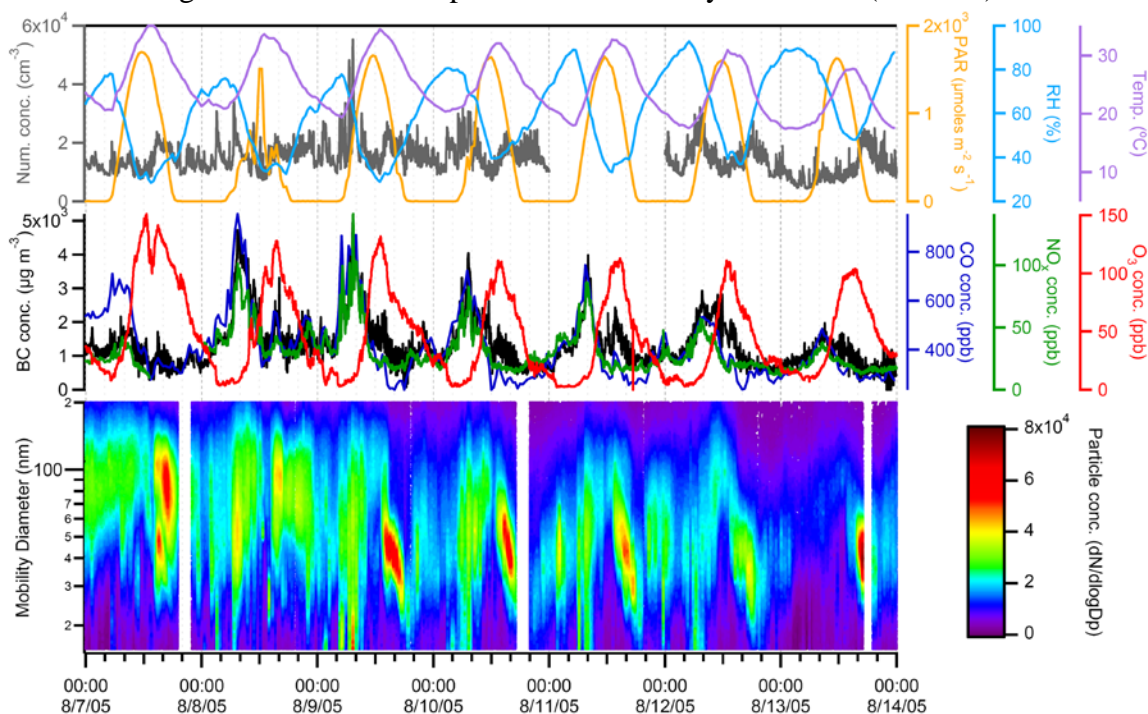 6x10⁴
4
2
0
Num. conc. (cm⁻³)
2x10³
1
0
PAR (µmoles m⁻² s⁻¹)
100
80
60
40
20
RH (%)
30
20
10
Temp. (°C)
5x10³
4
3
2
1
0
BC conc. (µg m⁻³)
800
600
400
CO conc. (ppb)
100
50
0
NOₓ conc. (ppb)
150
100
50
0
O₃ conc. (ppb)
2
100
8
7
6
5
4
3
2
Mobility Diameter (nm)
8x10⁴
6
4
2
0
Particle conc. (dN/dlogDp)
00:00 00:00 00:00 00:00 00:00 00:00 00:00 00:00
8/7/05 8/8/05 8/9/05 8/10/05 8/11/05 8/12/05 8/13/05 8/14/05